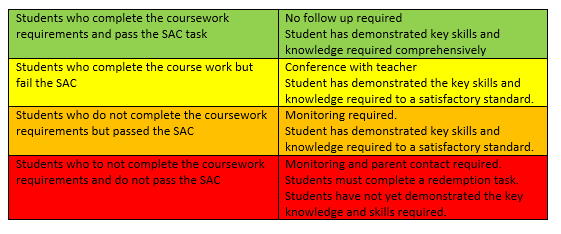 Students who complete the coursework
requirements and pass the SAC task
No follow up required
Student has demonstrated key skills and
knowledge required comprehensively
Students who complete the course work but
fail the SAC
Conference with teacher
Student has demonstrated the key skills and
knowledge required to a satisfactory standard.
Students who do not complete the coursework
requirements but passed the SAC
Monitoring required.
Student has demonstrated key skills and
knowledge required to a satisfactory standard.
Students who to not complete the coursework
requirements and do not pass the SAC
Monitoring and parent contact required.
Students must complete a redemption task.
Students have not yet demonstrated the key
knowledge and skills required.